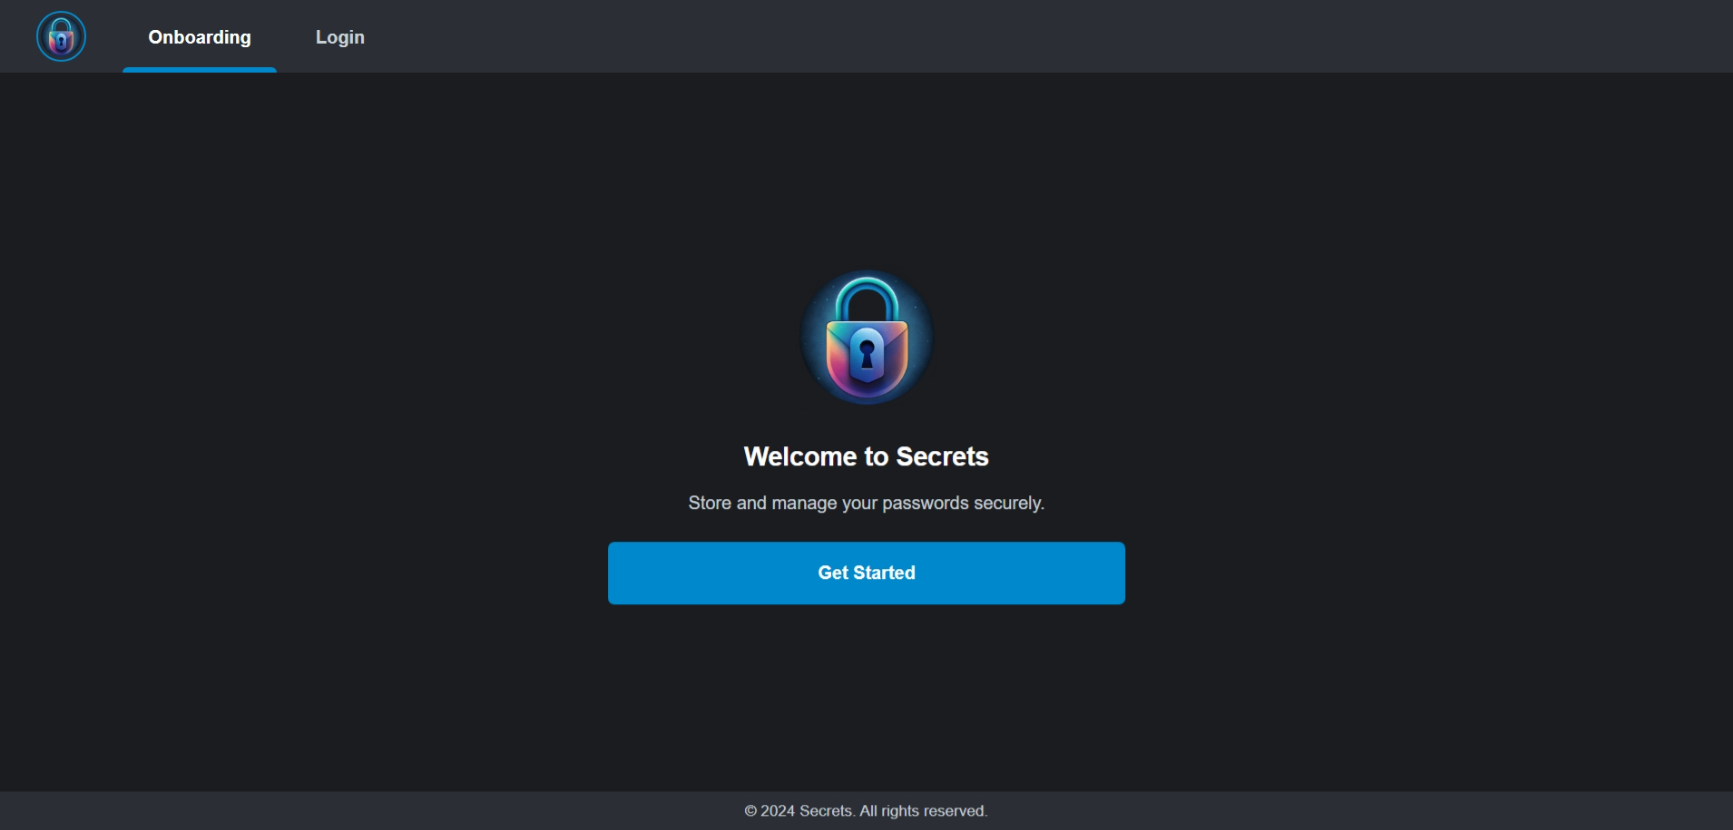 Onboarding
Login
Welcome to Secrets
Store and manage your passwords securely.
Get Started
© 2024 Secrets. All rights reserved.